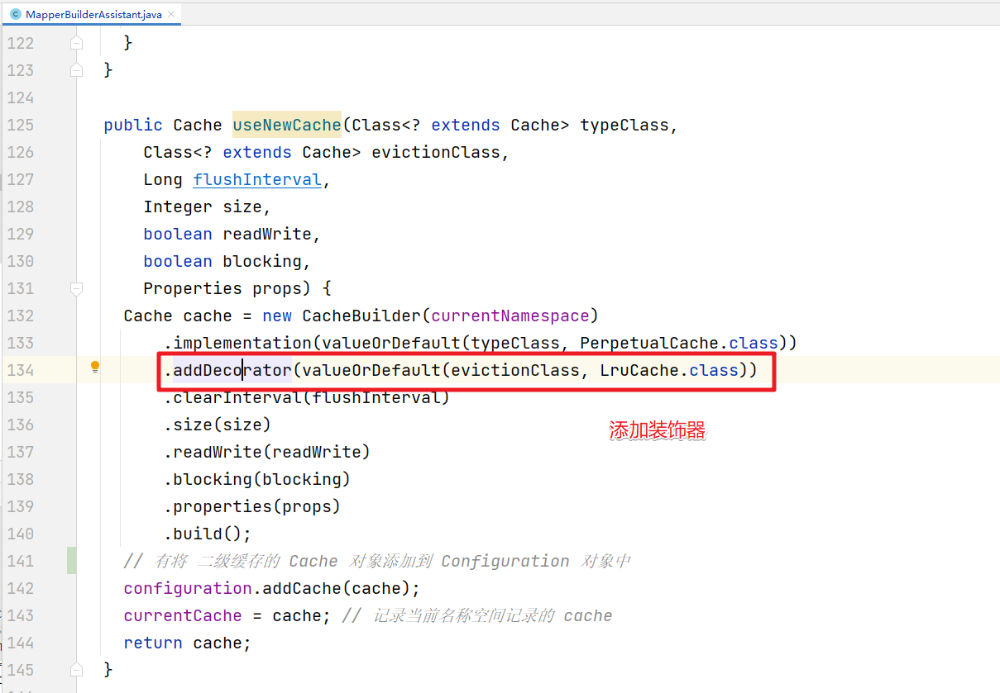 MapperBuilderAssistant.java
122 }
123 }
124
125 public Cache useNewCache(Class<? extends Cache> typeClass,
126 Class<? extends Cache> evictionClass,
127 Long flushInterval,
128 Integer size,
129 boolean readWrite,
130 boolean blocking,
131 Properties props) {
132 Cache cache = new CacheBuilder(currentNamespace)
133 .implementation(valueOrDefault(typeClass, PerpetualCache.class))
134 .addDecorator(valueOrDefault(evictionClass, LruCache.class))
135 .clearInterval(flushInterval)
136 .size(size)
添加装饰器
137 .readWrite(readWrite)
138 .blocking(blocking)
139 .properties(props)
140 .build();
141 // 有将 二级缓存的 Cache 对象添加到 Configuration 对象中
142 configuration.addCache(cache);
143 currentCache = cache; // 记录当前名称空间记录的 cache
144 return cache;
145 }